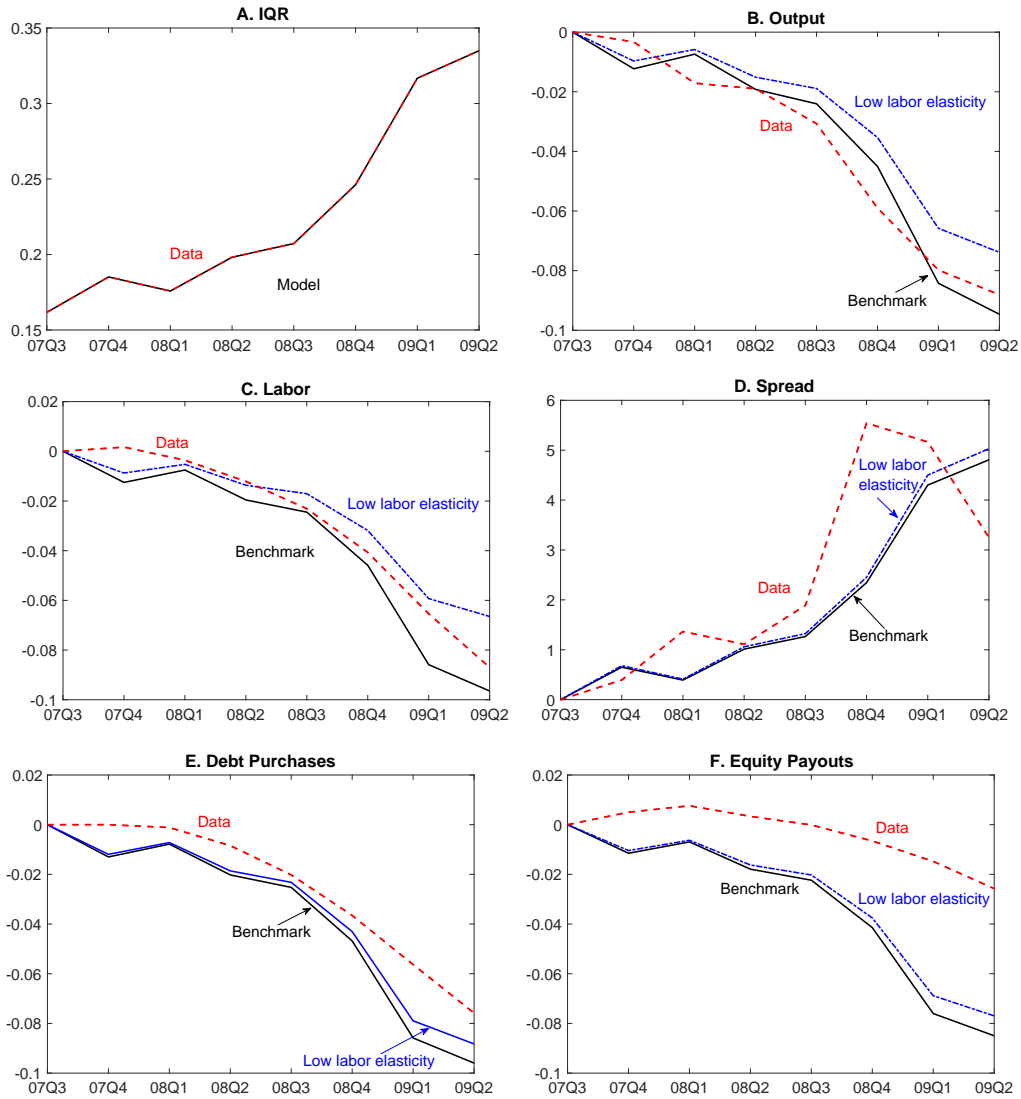 A. IQR
0.35
0.3
0.25
0.2
0.15
Data
Model
07Q3 07Q4 08Q1 08Q2 08Q3 08Q4 09Q1 09Q2
B. Output
0
-0.02
-0.04
-0.06
-0.08
-0.1
Low labor elasticity
Data
Benchmark
07Q3 07Q4 08Q1 08Q2 08Q3 08Q4 09Q1 09Q2
C. Labor
0.02
0
-0.02
-0.04
-0.06
-0.08
-0.1
Data
Low labor elasticity
Benchmark
07Q3 07Q4 08Q1 08Q2 08Q3 08Q4 09Q1 09Q2
D. Spread
6
5
4
3
2
1
0
Low labor
elasticity
Data
Benchmark
07Q3 07Q4 08Q1 08Q2 08Q3 08Q4 09Q1 09Q2
E. Debt Purchases
0.02
0
-0.02
-0.04
-0.06
-0.08
-0.1
Data
Benchmark
Low labor elasticity
07Q3 07Q4 08Q1 08Q2 08Q3 08Q4 09Q1 09Q2
F. Equity Payouts
0.02
0
-0.02
-0.04
-0.06
-0.08
-0.1
Data
Benchmark
Low labor elasticity
07Q3 07Q4 08Q1 08Q2 08Q3 08Q4 09Q1 09Q2